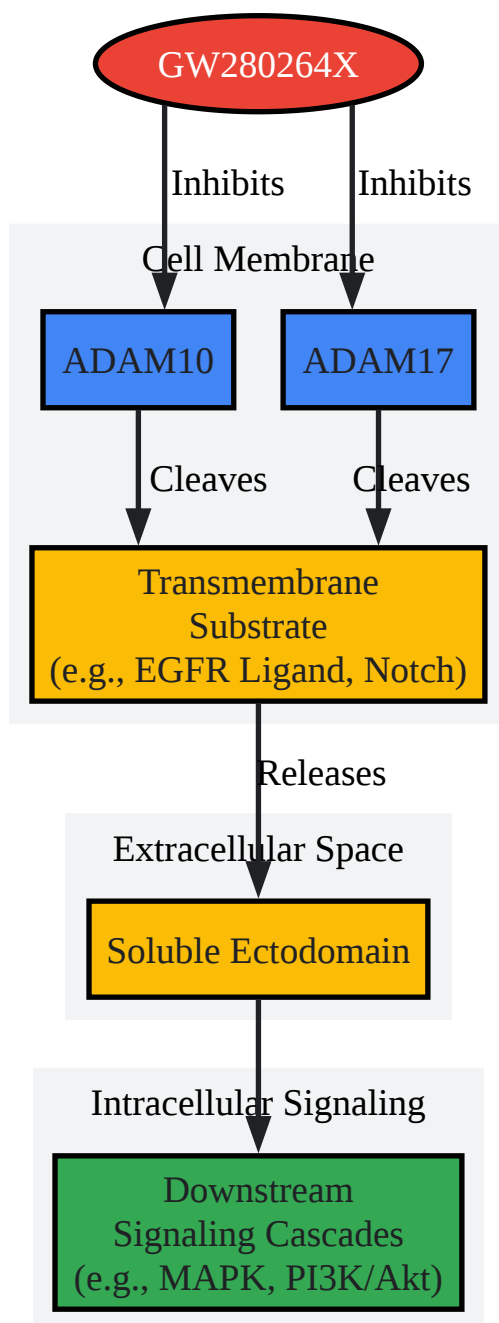 GW280264X
Inhibits
Inhibits
Cell Membrane
ADAM10
ADAM17
Cleaves
Cleaves
Transmembrane
Substrate
(e.g., EGFR Ligand, Notch)
Releases
Extracellular Space
Soluble Ectodomain
Intracellular Signaling
Downstream
Signaling Cascades
(e.g., MAPK, PI3K/Akt)